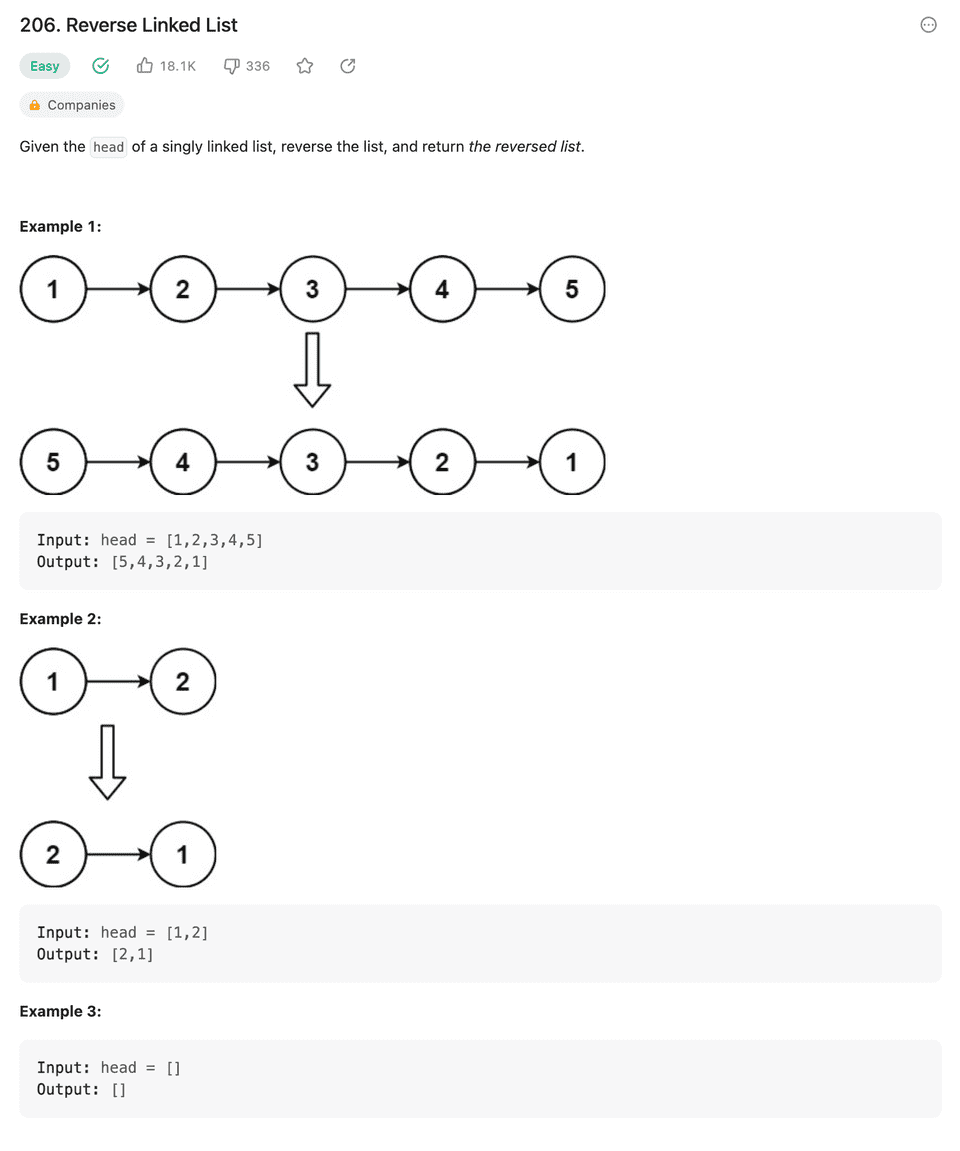 206. Reverse Linked List
Easy 18.1K 336
Companies
Given the head of a singly linked list, reverse the list, and return the reversed list.
Example 1:
1 2 3 4 5
5 4 3 2 1
Input: head = [1,2,3,4,5]
Output: [5,4,3,2,1]
Example 2:
1 2
2 1
Input: head = [1,2]
Output: [2,1]
Example 3:
Input: head = []
Output: []